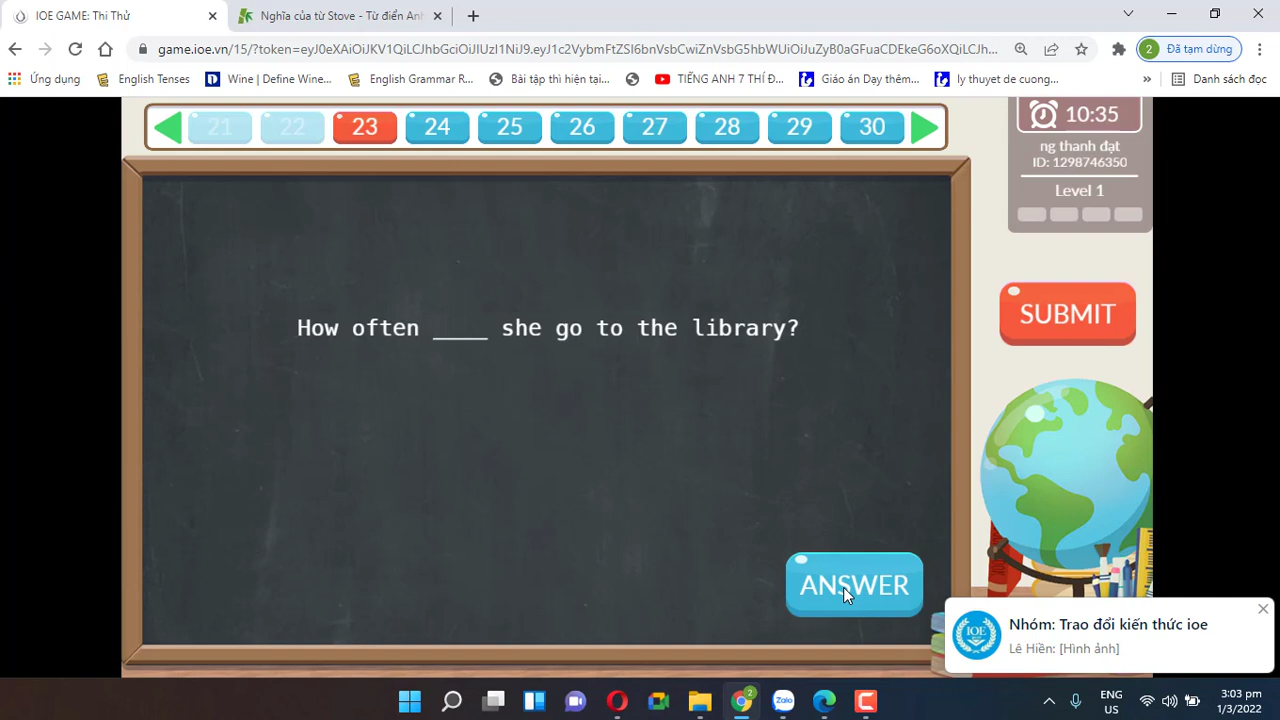 IOE GAME: Thi Thử
Nghĩa của từ Stove - Từ điển Anh
game.ioe.vn/15/?token=eyJ0eXAiOiJKV1QiLCJhbGciOiJIUzI1NiJ9.eyJ1c2VybmFtZSI6bnVsbCwiZnVsbG5hbWUiOiJuZyB0aGFuaCDEkeG6oXQiLCJh...
2
Đã tạm dừng
Ứng dụng
English Tenses
Wine | Define Wine...
English Grammar R...
Bài tập thì hiện tại...
TIẾNG ANH 7 THÍ Đ...
Giáo án Dạy thêm...
ly thuyet de cuong...
»
Danh sách đọc
21 22 23 24 25 26 27 28 29 30
10:35
ng thanh đạt
ID: 1298746350
Level 1
SUBMIT
How often ____ she go to the library?
ANSWER
IOE
Nhóm: Trao đổi kiến thức ioe
Lê Hiền: [Hình ảnh]
2
Zalo
ENG
US
3:03 PM
1/3/2022